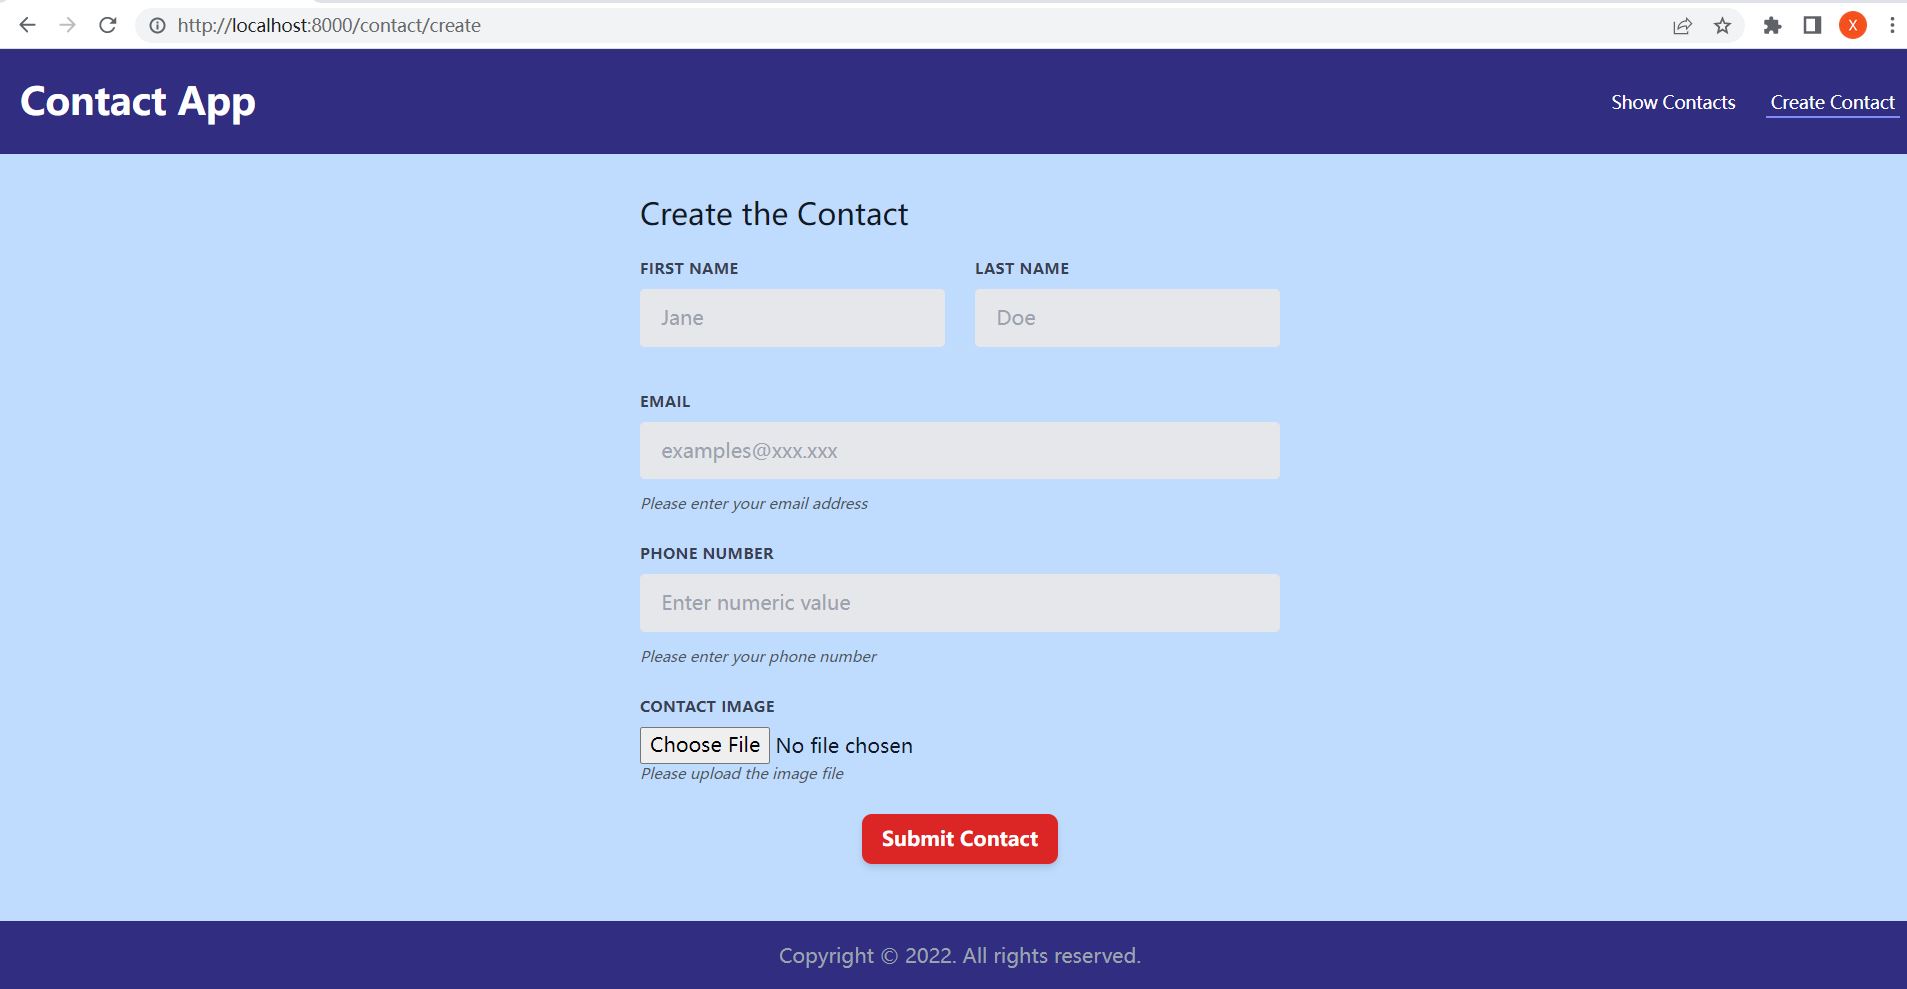 http://localhost:8000/contact/create
X
Contact App
Show Contacts
Create Contact
Create the Contact
FIRST NAME
LAST NAME
Jane
Doe
EMAIL
examples@xxx.xxx
Please enter your email address
PHONE NUMBER
Enter numeric value
Please enter your phone number
CONTACT IMAGE
Choose File No file chosen
Please upload the image file
Submit Contact
Copyright © 2022. All rights reserved.